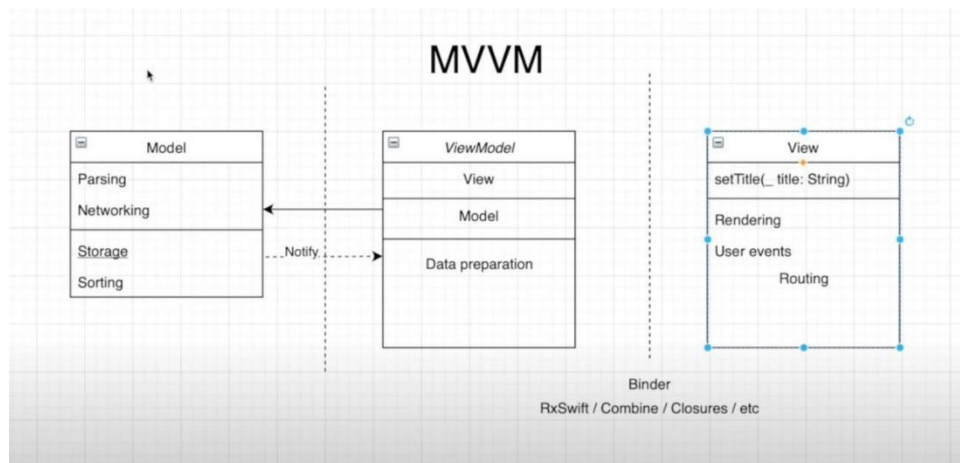 MVVM
Model
Parsing
Networking
Storage
Sorting
Notify
ViewModel
View
Model
Data preparation
View
setTitle(_ title: String)
Rendering
User events
Routing
Binder
RxSwift / Combine / Closures / etc